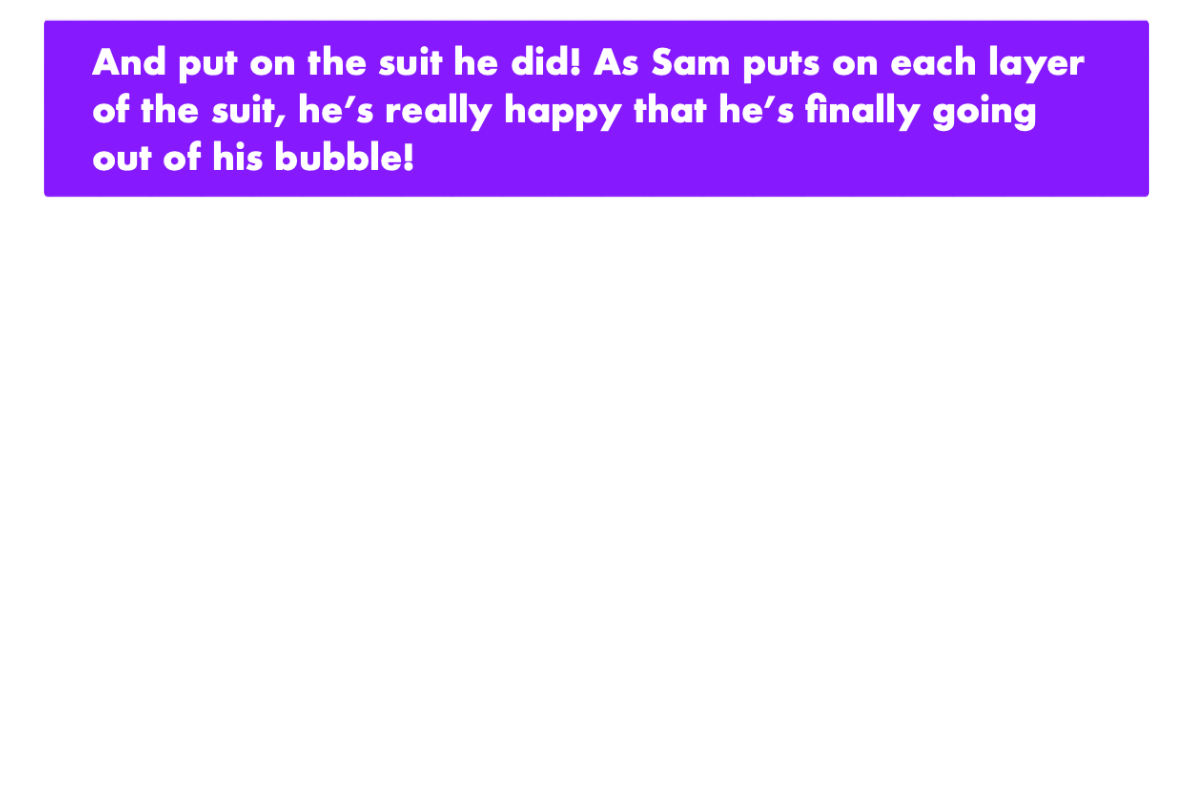 And put on the suit he did! As Sam puts on each layer
of the suit, he’s really happy that he’s finally going
out of his bubble!